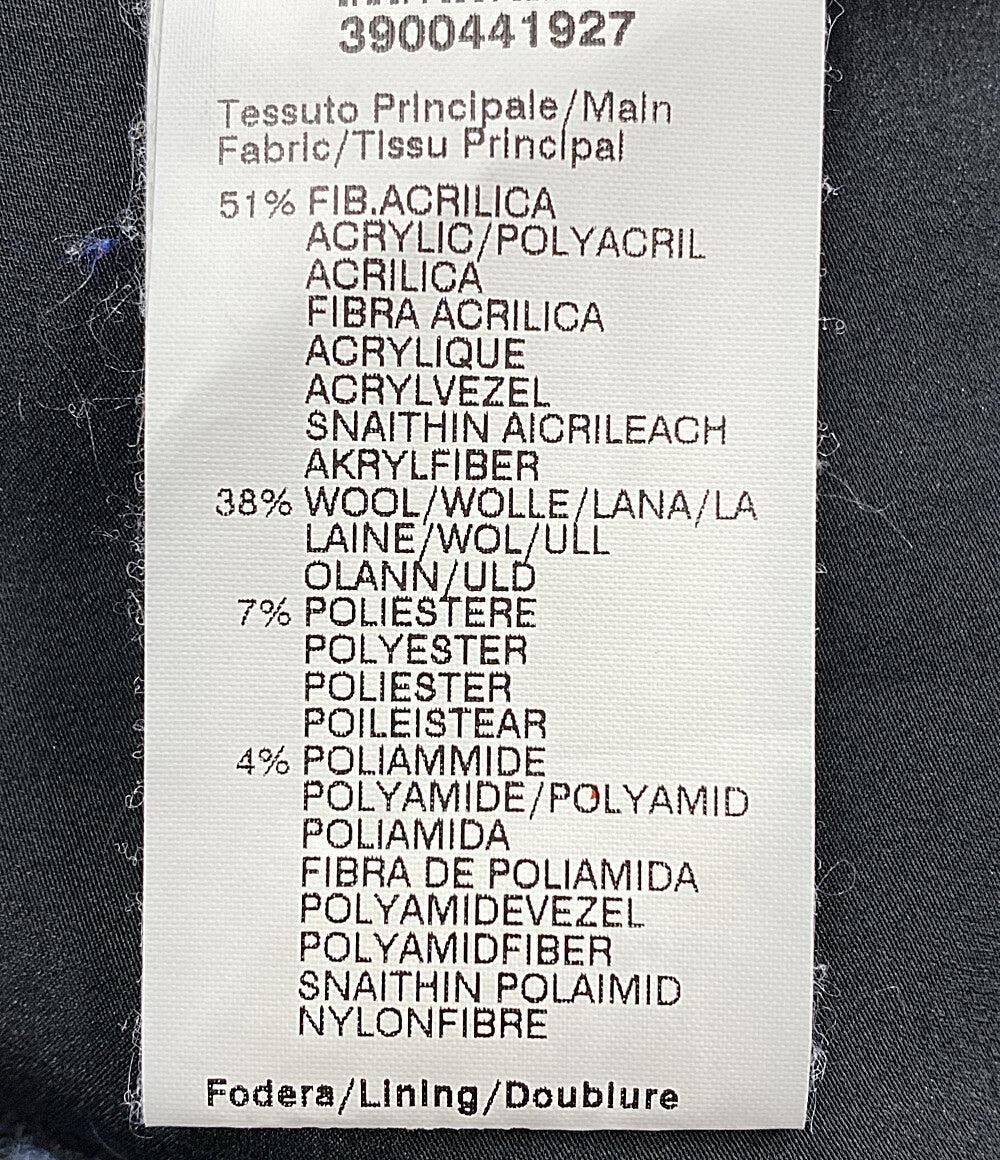 3900441927
Tessuto Principale/Main
Fabric/Tissu Principal
51% FIB.ACRILICA
ACRYLIC/POLYACRIL
ACRILICA
FIBRA ACRILICA
ACRYLIQUE
ACRYLVEZEL
SNAITHIN AICRILEACH
AKRYLFIBER
38% WOOL/WOLLE/LANA/LA
LAINE/WOL/ULL
OLANN/ULD
7% POLIESTERE
POLYESTER
POLIESTER
POILEISTEAR
4% POLIAMMIDE
POLYAMIDE/POLYAMID
POLIAMIDA
FIBRA DE POLIAMIDA
POLYAMIDEVEZEL
POLYAMIDFIBER
SNAITHIN POLAIMID
NYLONFIBRE
Fodera/Lining/Doublure